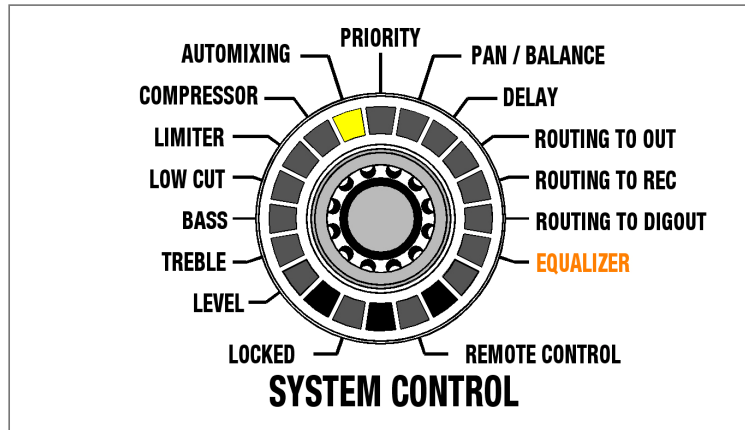 PRIORITY
AUTOMIXING
PAN / BALANCE
COMPRESSOR
DELAY
LIMITER
ROUTING TO OUT
LOW CUT
ROUTING TO REC
BASS
ROUTING TO DIGOUT
TREBLE
EQUALIZER
LEVEL
LOCKED
REMOTE CONTROL
SYSTEM CONTROL